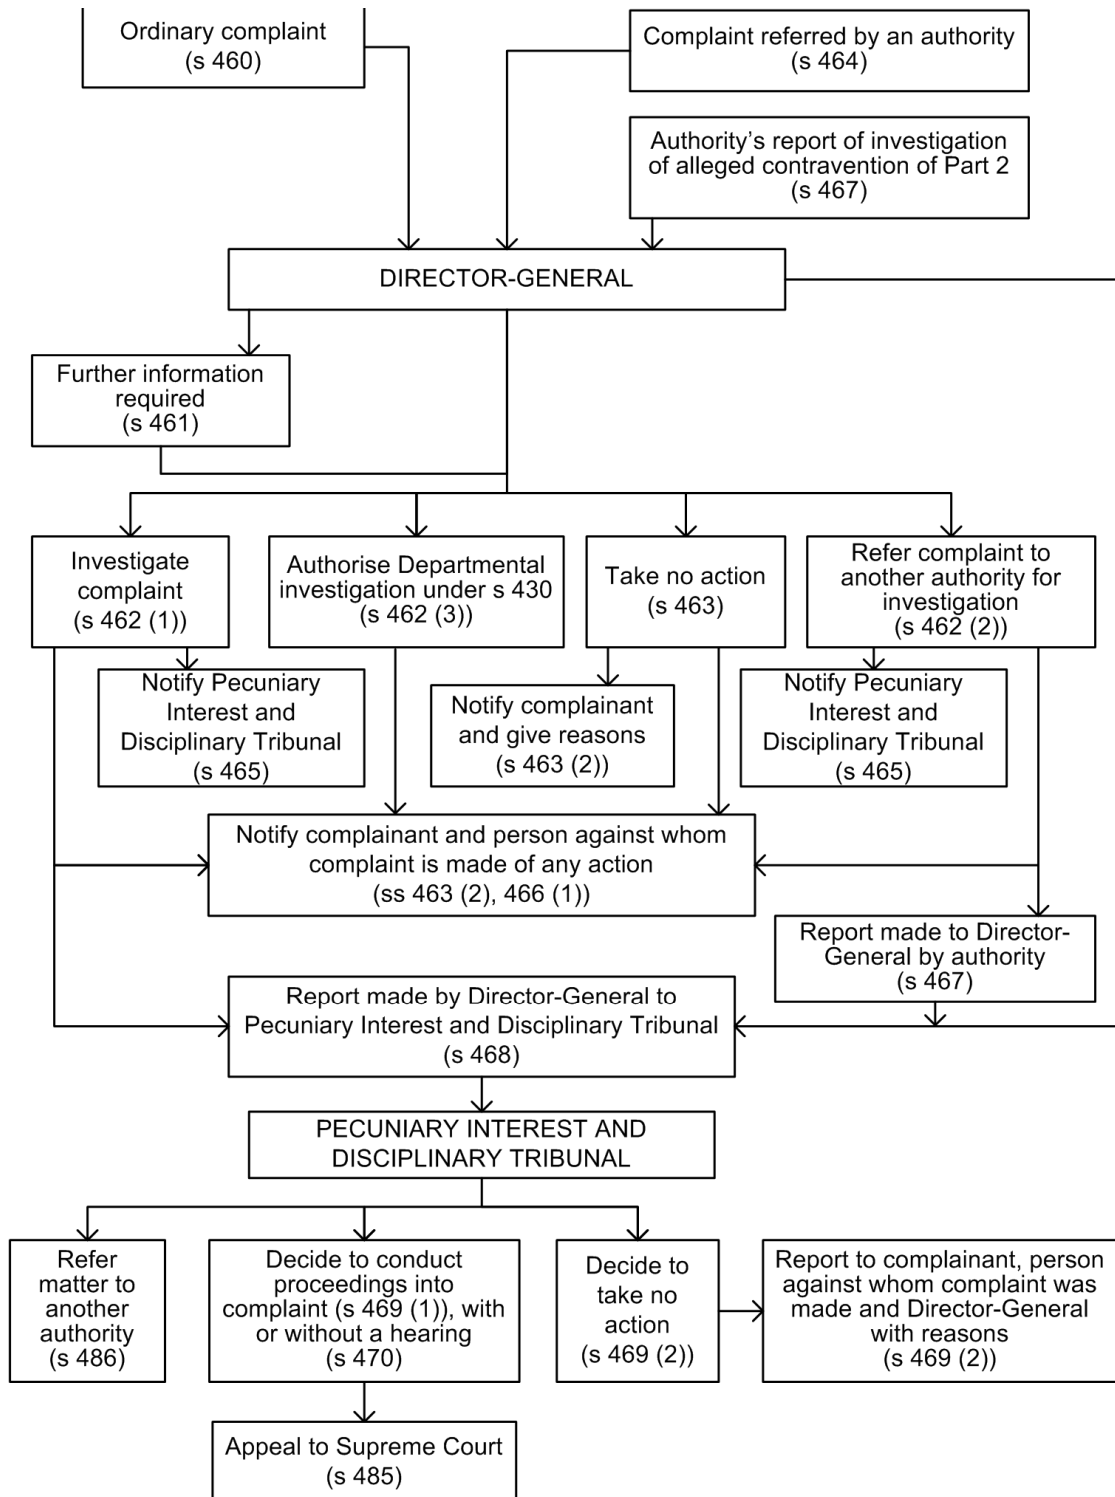 Ordinary complaint
(s 460)
Complaint referred by an authority
(s 464)
Authority's report of investigation
of alleged contravention of Part 2
(s 467)
DIRECTOR-GENERAL
Further information
required
(s 461)
Investigate
complaint
(s 462 (1))
Authorise Departmental
investigation under s 430
(s 462 (3))
Take no action
(s 463)
Refer complaint to
another authority for
investigation
(s 462 (2))
Notify Pecuniary
Interest and
Disciplinary Tribunal
(s 465)
Notify complainant
and give reasons
(s 463 (2))
Notify Pecuniary
Interest and
Disciplinary Tribunal
(s 465)
Notify complainant and person against whom
complaint is made of any action
(ss 463 (2), 466 (1))
Report made to Director-
General by authority
(s 467)
Report made by Director-General to
Pecuniary Interest and Disciplinary Tribunal
(s 468)
PECUNIARY INTEREST AND
DISCIPLINARY TRIBUNAL
Refer
matter to
another
authority
(s 486)
Decide to conduct
proceedings into
complaint (s 469 (1)), with
or without a hearing
(s 470)
Decide to
take no
action
(s 469 (2))
Report to complainant, person
against whom complaint was
made and Director-General
with reasons
(s 469 (2))
Appeal to Supreme Court
(s 485)